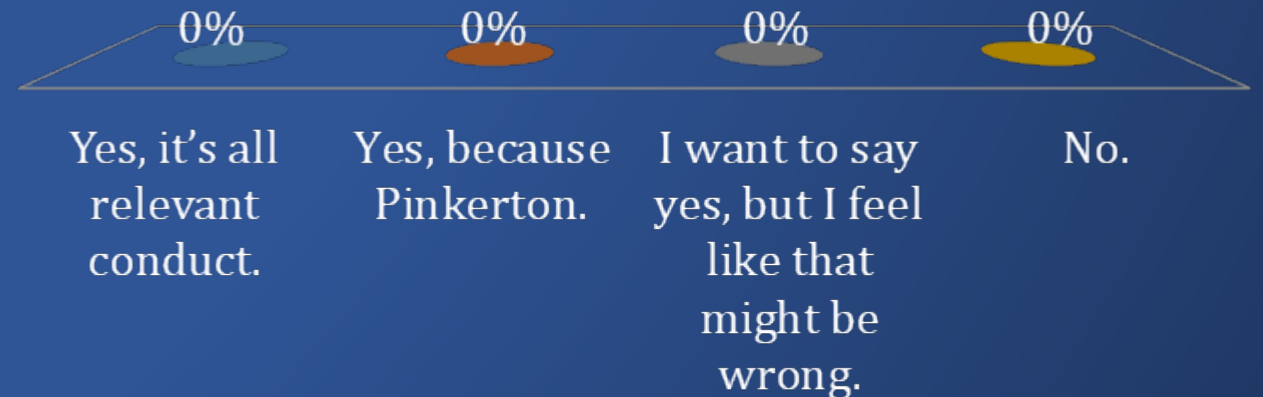 0% 0% 0% 0%
Yes, it’s all
relevant
conduct.
Yes, because
Pinkerton.
I want to say
yes, but I feel
like that
might be
wrong.
No.